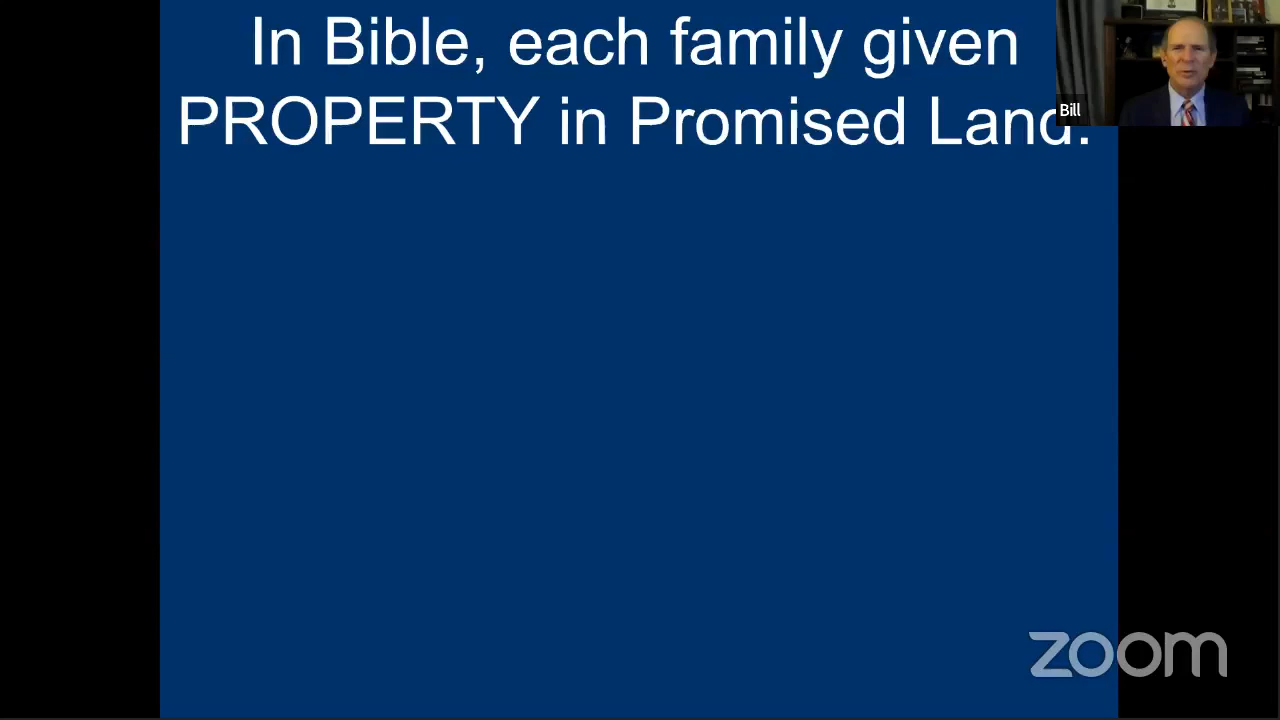 In Bible, each family given
PROPERTY in Promised Land.
Bill
zoom